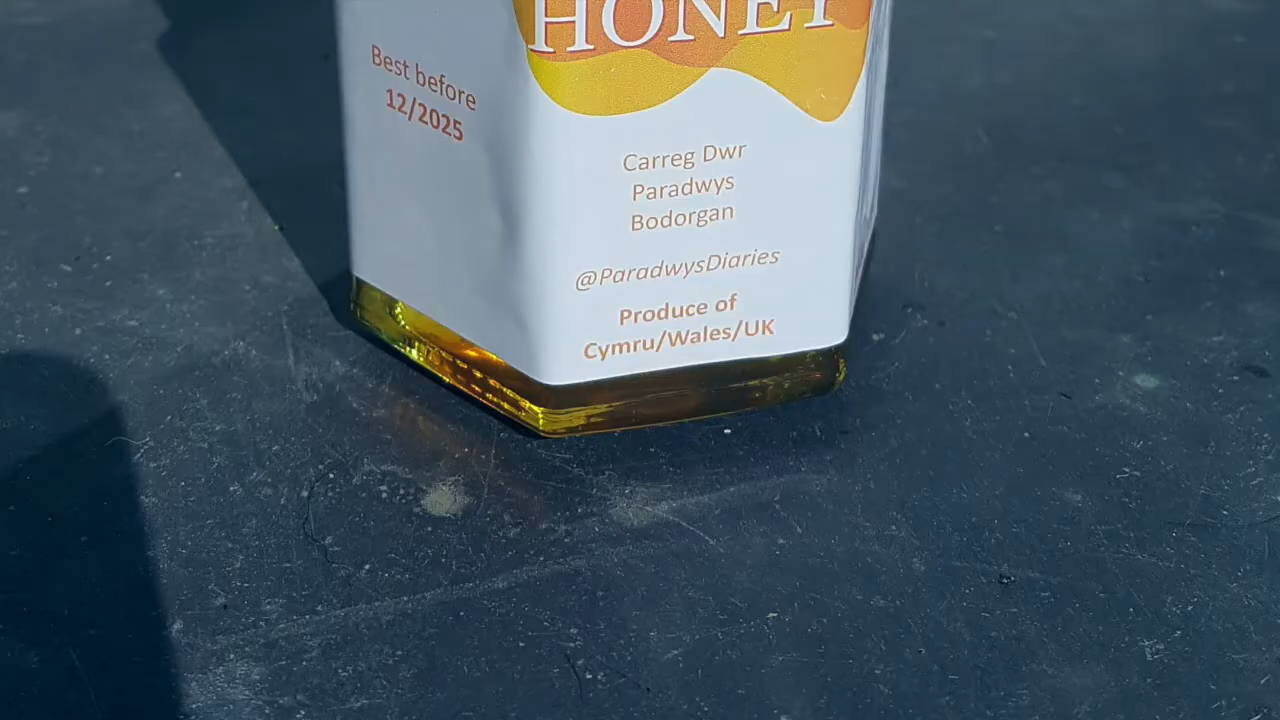 HONEY
Best before
12/2025
Carreg Dwr
Paradwys
Bodorgan
@ParadwysDiaries
Produce of
Cymru/Wales/UK